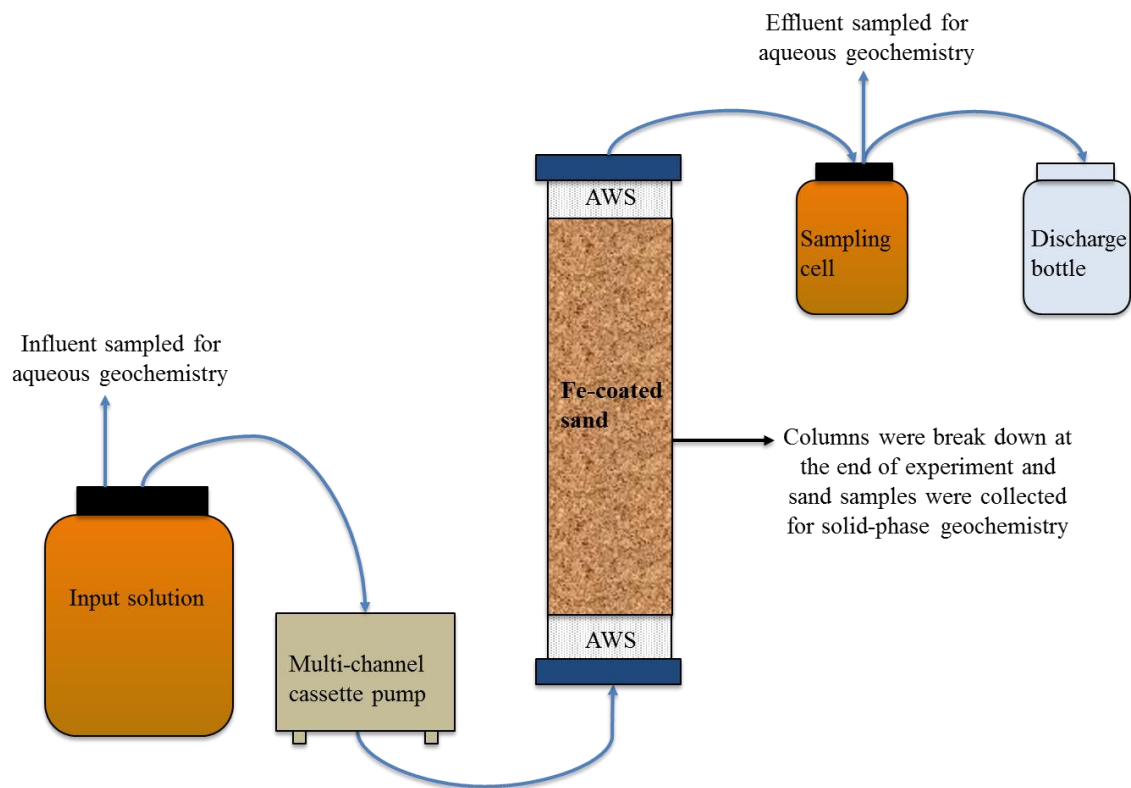 Effluent sampled for
aqueous geochemistry
AWS
Sampling
cell
Discharge
bottle
Influent sampled for
aqueous geochemistry
Fe-coated
sand
Columns were break down at
the end of experiment and
sand samples were collected
for solid-phase geochemistry
Input solution
Multi-channel
cassette pump
AWS